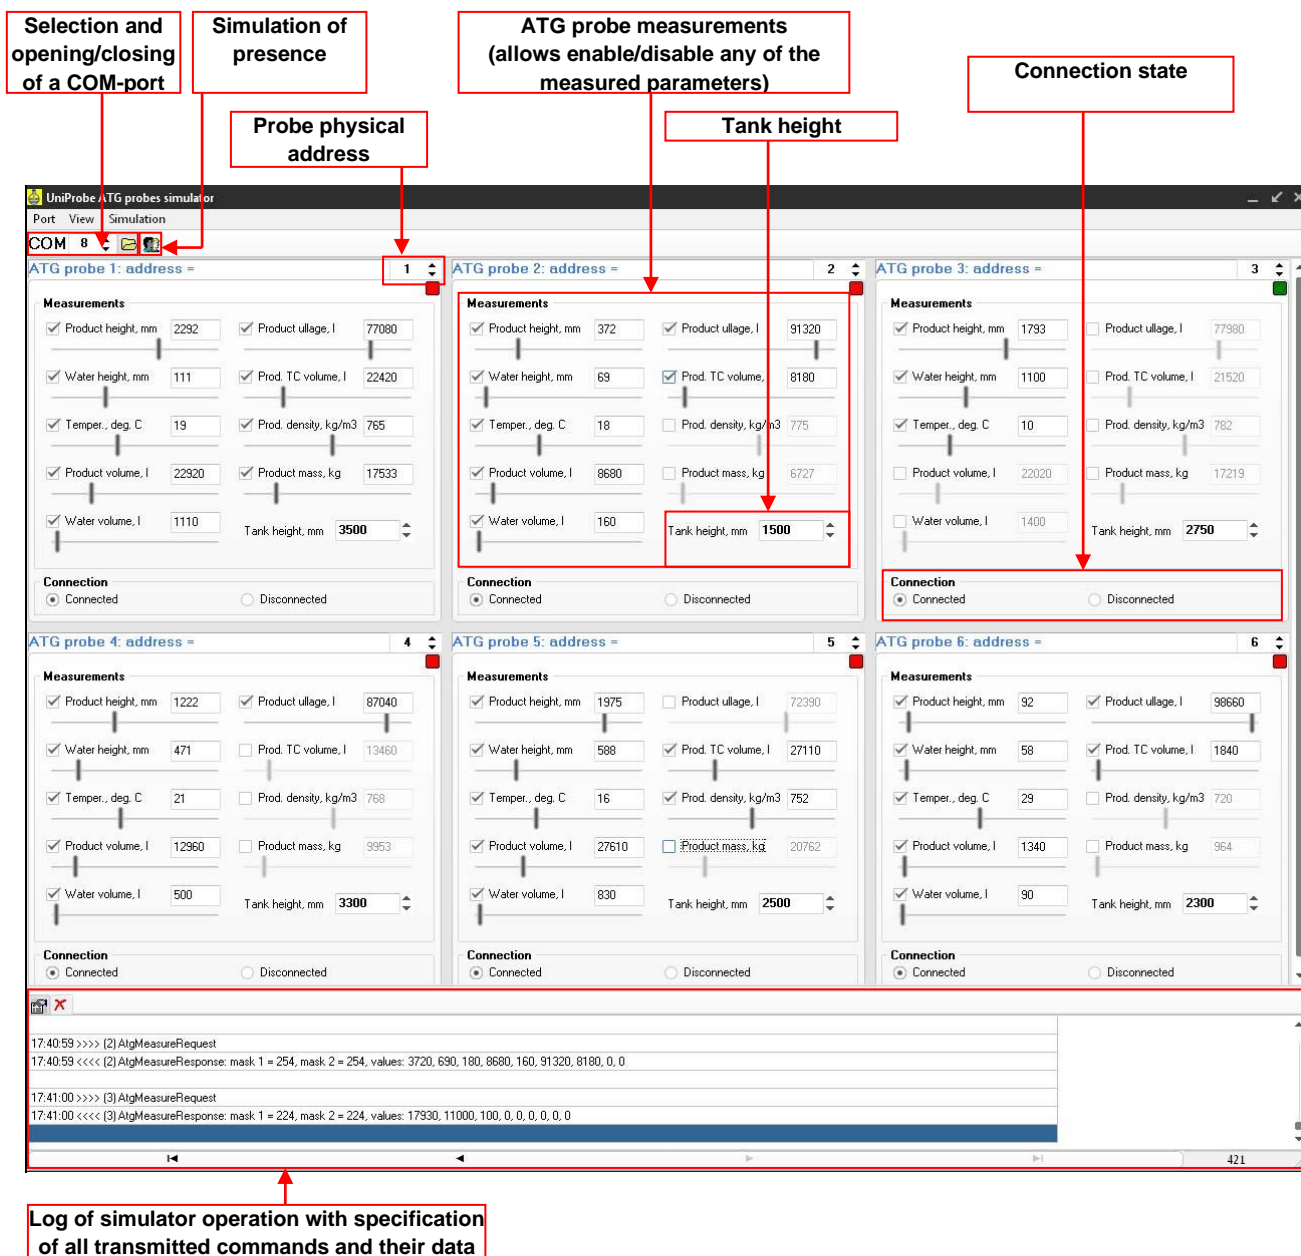 Selection and
opening/closing
of a COM-port
Simulation of
presence
ATG probe measurements
(allows enable/disable any of the
measured parameters)
Connection state
Probe physical
address
Tank height
UniProbe ATG probes simulator
Port View Simulation
COM 8
ATG probe 1: address = 1
Measurements
Product height, mm 2292 Product ullage, l 77080
Water height, mm 111 Prod. TC volume, l 22420
Temper., deg. C 19 Prod. density, kg/m3 765
Product volume, l 22920 Product mass, kg 17533
Water volume, l 1110 Tank height, mm 3500
Connection
Connected Disconnected
ATG probe 2: address = 2
Measurements
Product height, mm 372 Product ullage, l 91320
Water height, mm 69 Prod. TC volume, 8180
Temper., deg. C 18 Prod. density, kg/m3 775
Product volume, l 8680 Product mass, kg 6727
Water volume, l 160 Tank height, mm 1500
Connection
Connected Disconnected
ATG probe 3: address = 3
Measurements
Product height, mm 1793 Product ullage, l 77980
Water height, mm 1100 Prod. TC volume, l 21520
Temper., deg. C 10 Prod. density, kg/m3 782
Product volume, l 22020 Product mass, kg 17219
Water volume, l 1400 Tank height, mm 2750
Connection
Connected Disconnected
ATG probe 4: address = 4
Measurements
Product height, mm 1222 Product ullage, l 87040
Water height, mm 471 Prod. TC volume, l 13460
Temper., deg. C 21 Prod. density, kg/m3 768
Product volume, l 12960 Product mass, kg 9953
Water volume, l 500 Tank height, mm 3300
Connection
Connected Disconnected
ATG probe 5: address = 5
Measurements
Product height, mm 1975 Product ullage, l 72390
Water height, mm 588 Prod. TC volume, l 27110
Temper., deg. C 16 Prod. density, kg/m3 752
Product volume, l 27610 Product mass, kg 20762
Water volume, l 830 Tank height, mm 2500
Connection
Connected Disconnected
ATG probe 6: address = 6
Measurements
Product height, mm 92 Product ullage, l 98660
Water height, mm 58 Prod. TC volume, l 1840
Temper., deg. C 29 Prod. density, kg/m3 720
Product volume, l 1340 Product mass, kg 964
Water volume, l 90 Tank height, mm 2300
Connection
Connected Disconnected
17:40:59 >>>> (2) AtgMeasureRequest
17:40:59 <<<< (2) AtgMeasureResponse: mask 1 = 254, mask 2 = 254, values: 3720, 690, 180, 8680, 160, 91320, 8180, 0, 0
17:41:00 >>>> (3) AtgMeasureRequest
17:41:00 <<<< (3) AtgMeasureResponse: mask 1 = 224, mask 2 = 224, values: 17930, 11000, 100, 0, 0, 0, 0, 0, 0
421
Log of simulator operation with specification
of all transmitted commands and their data